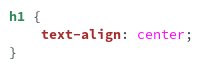 h1 {
    text-align: center;
}